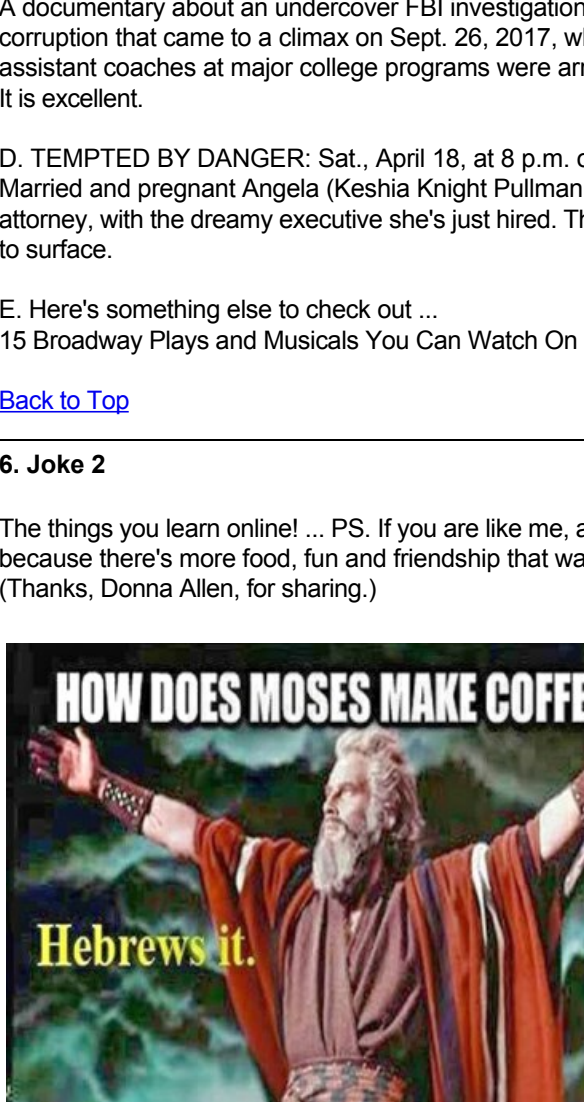 A documentary about an undercover FBI investigation
corruption that came to a climax on Sept. 26, 2017,
assistant coaches at major college programs were
It is excellent.
D. TEMPTED BY DANGER: Sat., April 18, at 8 p.m.
Married and pregnant Angela (Keshia Knight Pullman
attorney, with the dreamy executive she's just hired.
to surface.
E. Here's something else to check out ...
15 Broadway Plays and Musicals You Can Watch On
Back to Top
6. Joke 2
The things you learn online! ... PS. If you are like me,
because there's more food, fun and friendship that
(Thanks, Donna Allen, for sharing.)
HOW DOES MOSES MAKE COFFE
Hebrews it.